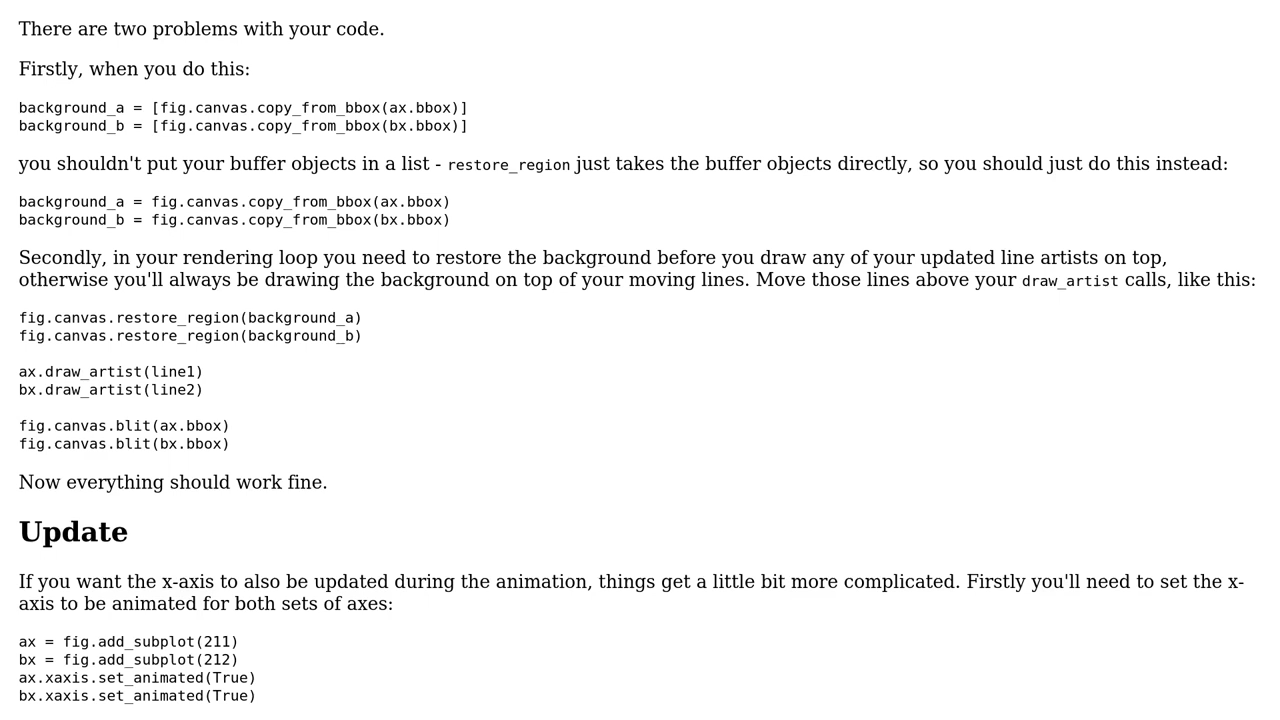 There are two problems with your code.
Firstly, when you do this:
background_a = [fig.canvas.copy_from_bbox(ax.bbox)]
background_b = [fig.canvas.copy_from_bbox(bx.bbox)]
you shouldn't put your buffer objects in a list - restore_region just takes the buffer objects directly, so you should just do this instead:
background_a = fig.canvas.copy_from_bbox(ax.bbox)
background_b = fig.canvas.copy_from_bbox(bx.bbox)
Secondly, in your rendering loop you need to restore the background before you draw any of your updated line artists on top,
otherwise you'll always be drawing the background on top of your moving lines. Move those lines above your draw_artist calls, like this:
fig.canvas.restore_region(background_a)
fig.canvas.restore_region(background_b)
ax.draw_artist(line1)
bx.draw_artist(line2)
fig.canvas.blit(ax.bbox)
fig.canvas.blit(bx.bbox)
Now everything should work fine.
Update
If you want the x-axis to also be updated during the animation, things get a little bit more complicated. Firstly you'll need to set the x-
axis to be animated for both sets of axes:
ax = fig.add_subplot(211)
bx = fig.add_subplot(212)
ax.xaxis.set_animated(True)
bx.xaxis.set_animated(True)